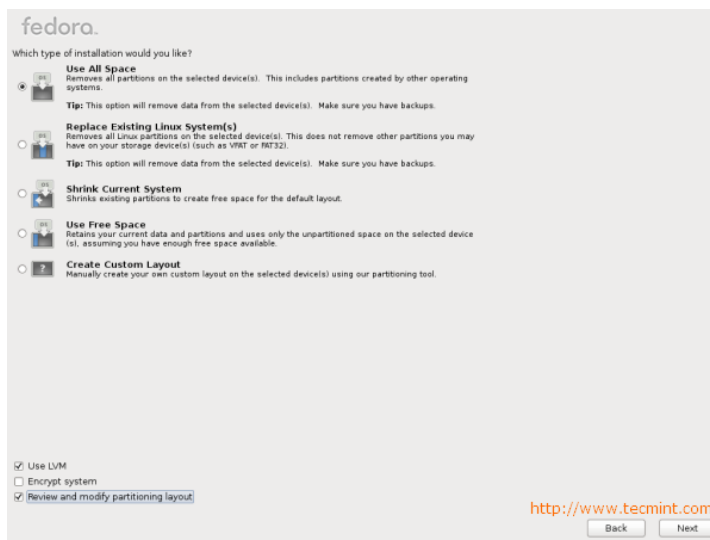 fedora.
Which type of installation would you like?
Use All Space
Removes all partitions on the selected device(s). This includes partitions created by other operating
systems.
Tip: This option will remove data from the selected device(s). Make sure you have backups.
Replace Existing Linux System(s)
Removes all Linux partitions on the selected device(s). This does not remove other partitions you may
have on your storage device(s) (such as VFAT or FAT32).
Tip: This option will remove data from the selected device(s). Make sure you have backups.
Shrink Current System
Shrinks existing partitions to create free space for the default layout.
Use Free Space
Retains your current data and partitions and uses only the unpartitioned space on the selected device
(s), assuming you have enough free space available.
Create Custom Layout
Manually create your own custom layout on the selected device(s) using our partitioning tool.
Use LVM
Encrypt system
Review and modify partitioning layout
http://www.tecmint.com
Back
Next